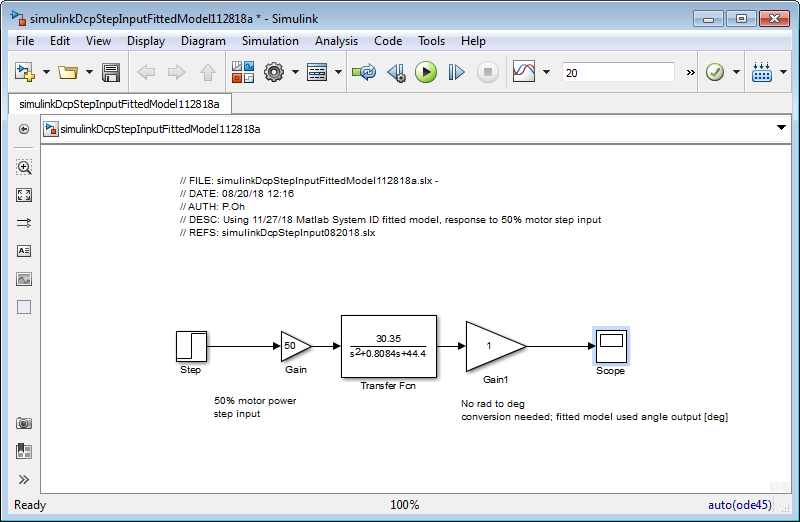 simulinkDcpStepInputFittedModel112818a * - Simulink
File Edit View Display Diagram Simulation Analysis Code Tools Help
20
»
simulinkDcpStepInputFittedModel112818a
simulinkDcpStepInputFittedModel112818a
// FILE: simulinkDcpStepInputFittedModel112818a.slx -
// DATE: 08/20/18 12:16
// AUTH: P.Oh
// DESC: Using 11/27/18 Matlab System ID fitted model, response to 50% motor step input
// REFS: simulinkDcpStepInput082018.slx
Step
50
Gain
50% motor power
step input
30.35
s²+0.8084s+44.4
Transfer Fcn
1
Gain1
No rad to deg
conversion needed; fitted model used angle output [deg]
Scope
Ready 100% auto(ode45)